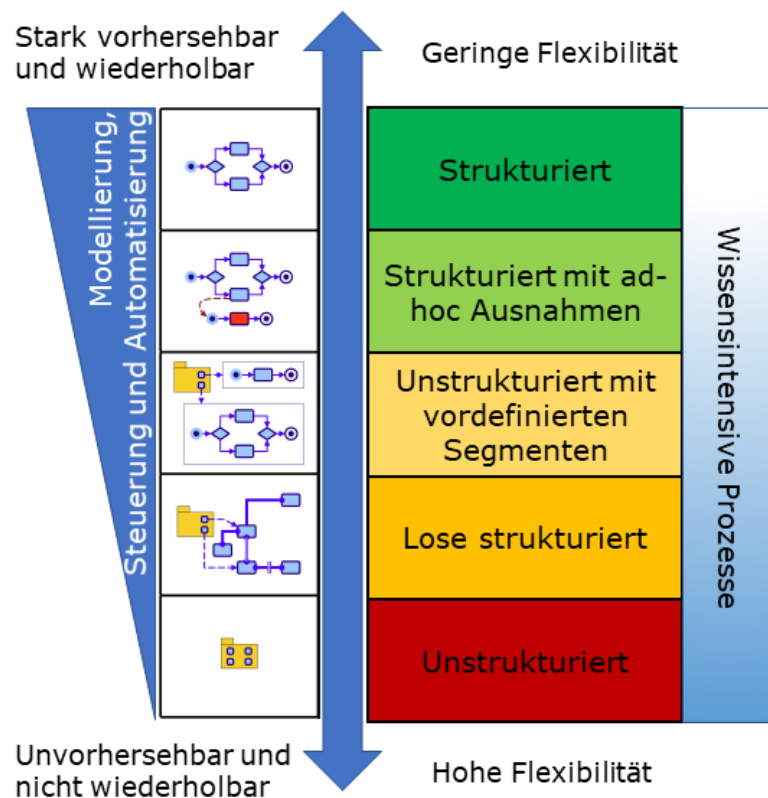 Stark vorhersehbar
und wiederholbar
Geringe Flexibilität
Modellierung,
Steuerung und Automatisierung
Strukturiert
Strukturiert mit ad-
hoc Ausnahmen
Unstrukturiert mit
vordefinierten
Segmenten
Lose strukturiert
Unstrukturiert
Wissensintensive Prozesse
Unvorhersehbar und
nicht wiederholbar
Hohe Flexibilität